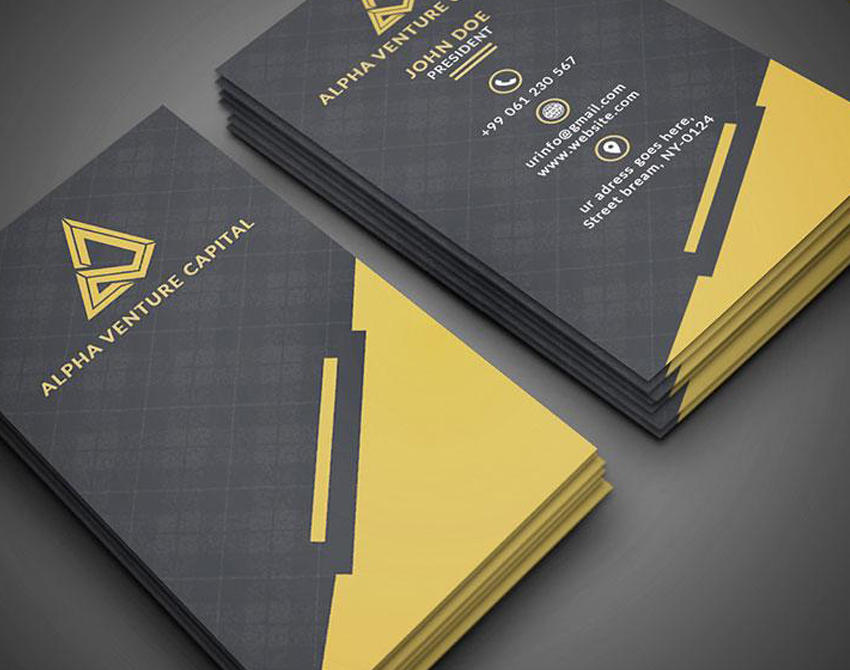 ALPHA VENTURE CAPITAL
ALPHA VENTURE
JOHN DOE
PRESIDENT
+99 061 230 567
urinfo@gmail.com
www.website.com
ur adress goes here,
Street bream, NY-0124